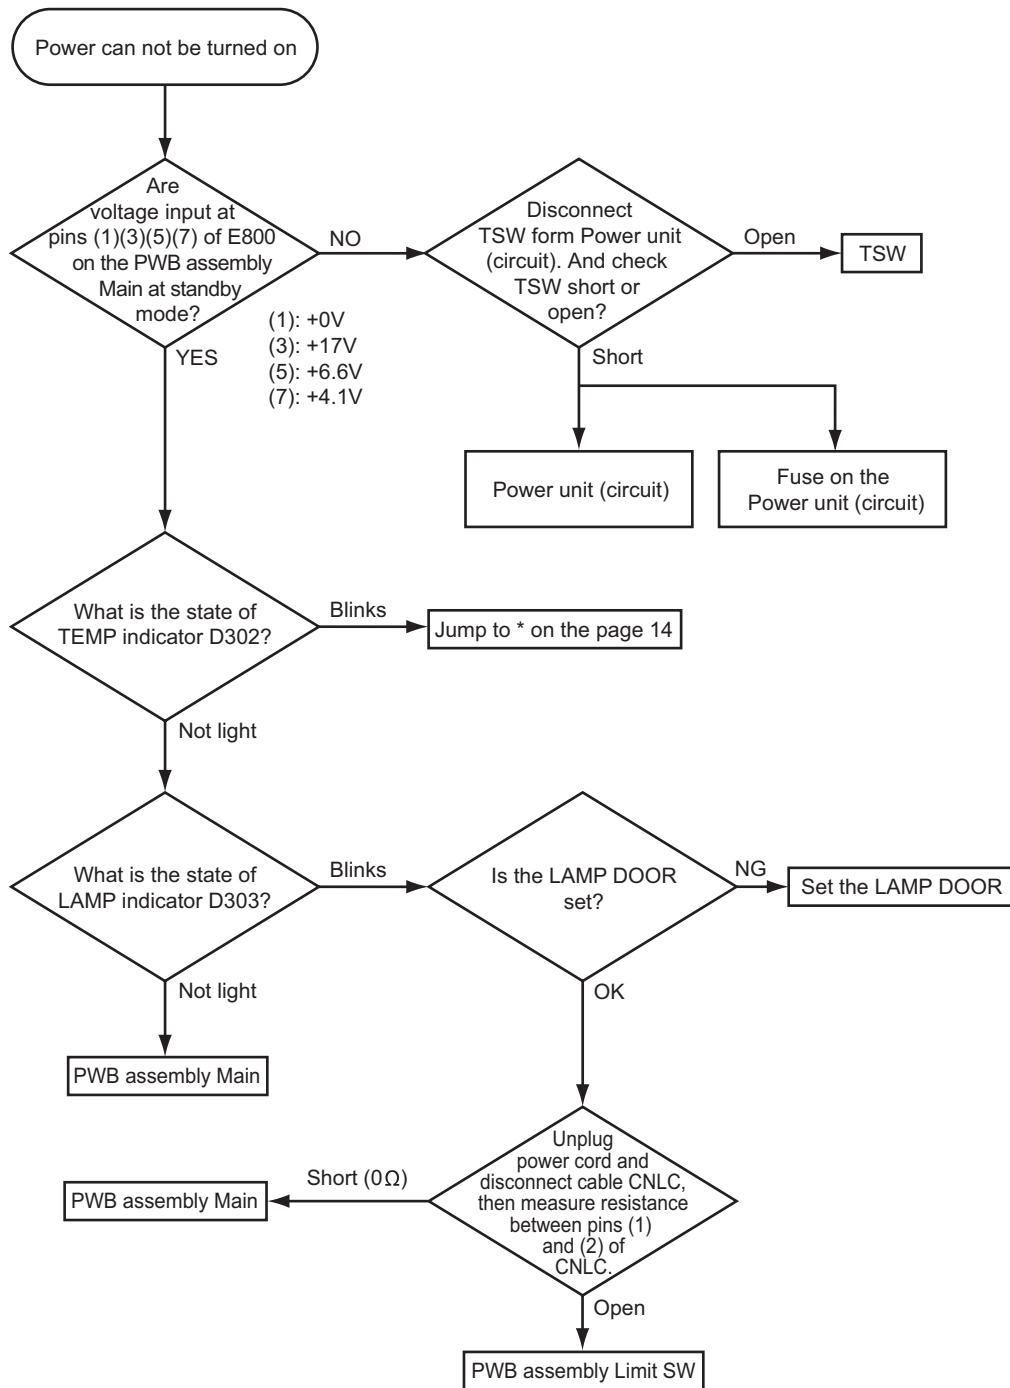 Power can not be turned on
Are
voltage input at
pins (1)(3)(5)(7) of E800
on the PWB assembly
Main at standby
mode?
NO
YES
(1): +0V
(3): +17V
(5): +6.6V
(7): +4.1V
Disconnect
TSW form Power unit
(circuit). And check
TSW short or
open?
Open
TSW
Short
Power unit (circuit)
Fuse on the
Power unit (circuit)
What is the state of
TEMP indicator D302?
Blinks
Jump to * on the page 14
Not light
What is the state of
LAMP indicator D303?
Blinks
Is the LAMP DOOR
set?
NG
Set the LAMP DOOR
Not light
OK
PWB assembly Main
Unplug
power cord and
disconnect cable CNLC,
then measure resistance
between pins (1)
and (2) of
CNLC.
Short (0Ω)
PWB assembly Main
Open
PWB assembly Limit SW